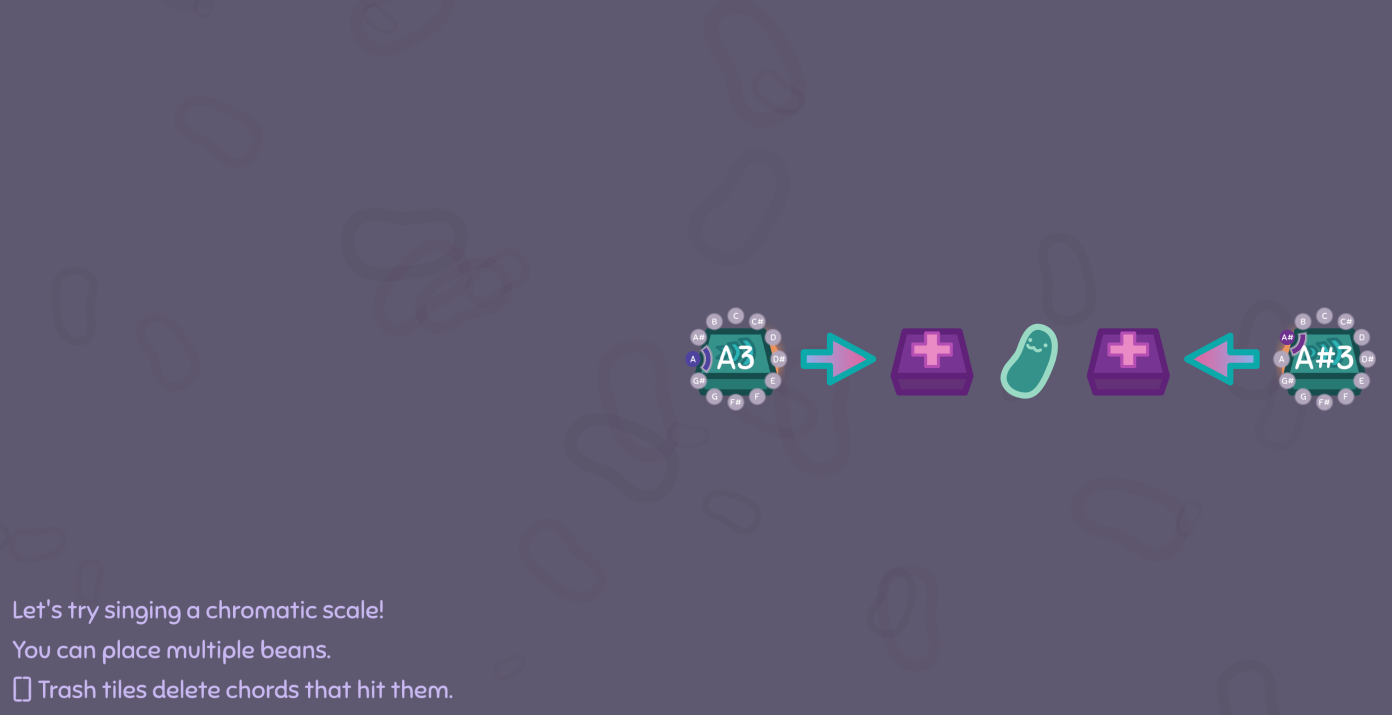 C
B
C#
A#
D
A
A3
D#
G#
E
G
F
F#
C
B
C#
A#
D
A
A#3
D#
G#
E
G
F
F#
Let's try singing a chromatic scale!
You can place multiple beans.
Trash tiles delete chords that hit them.